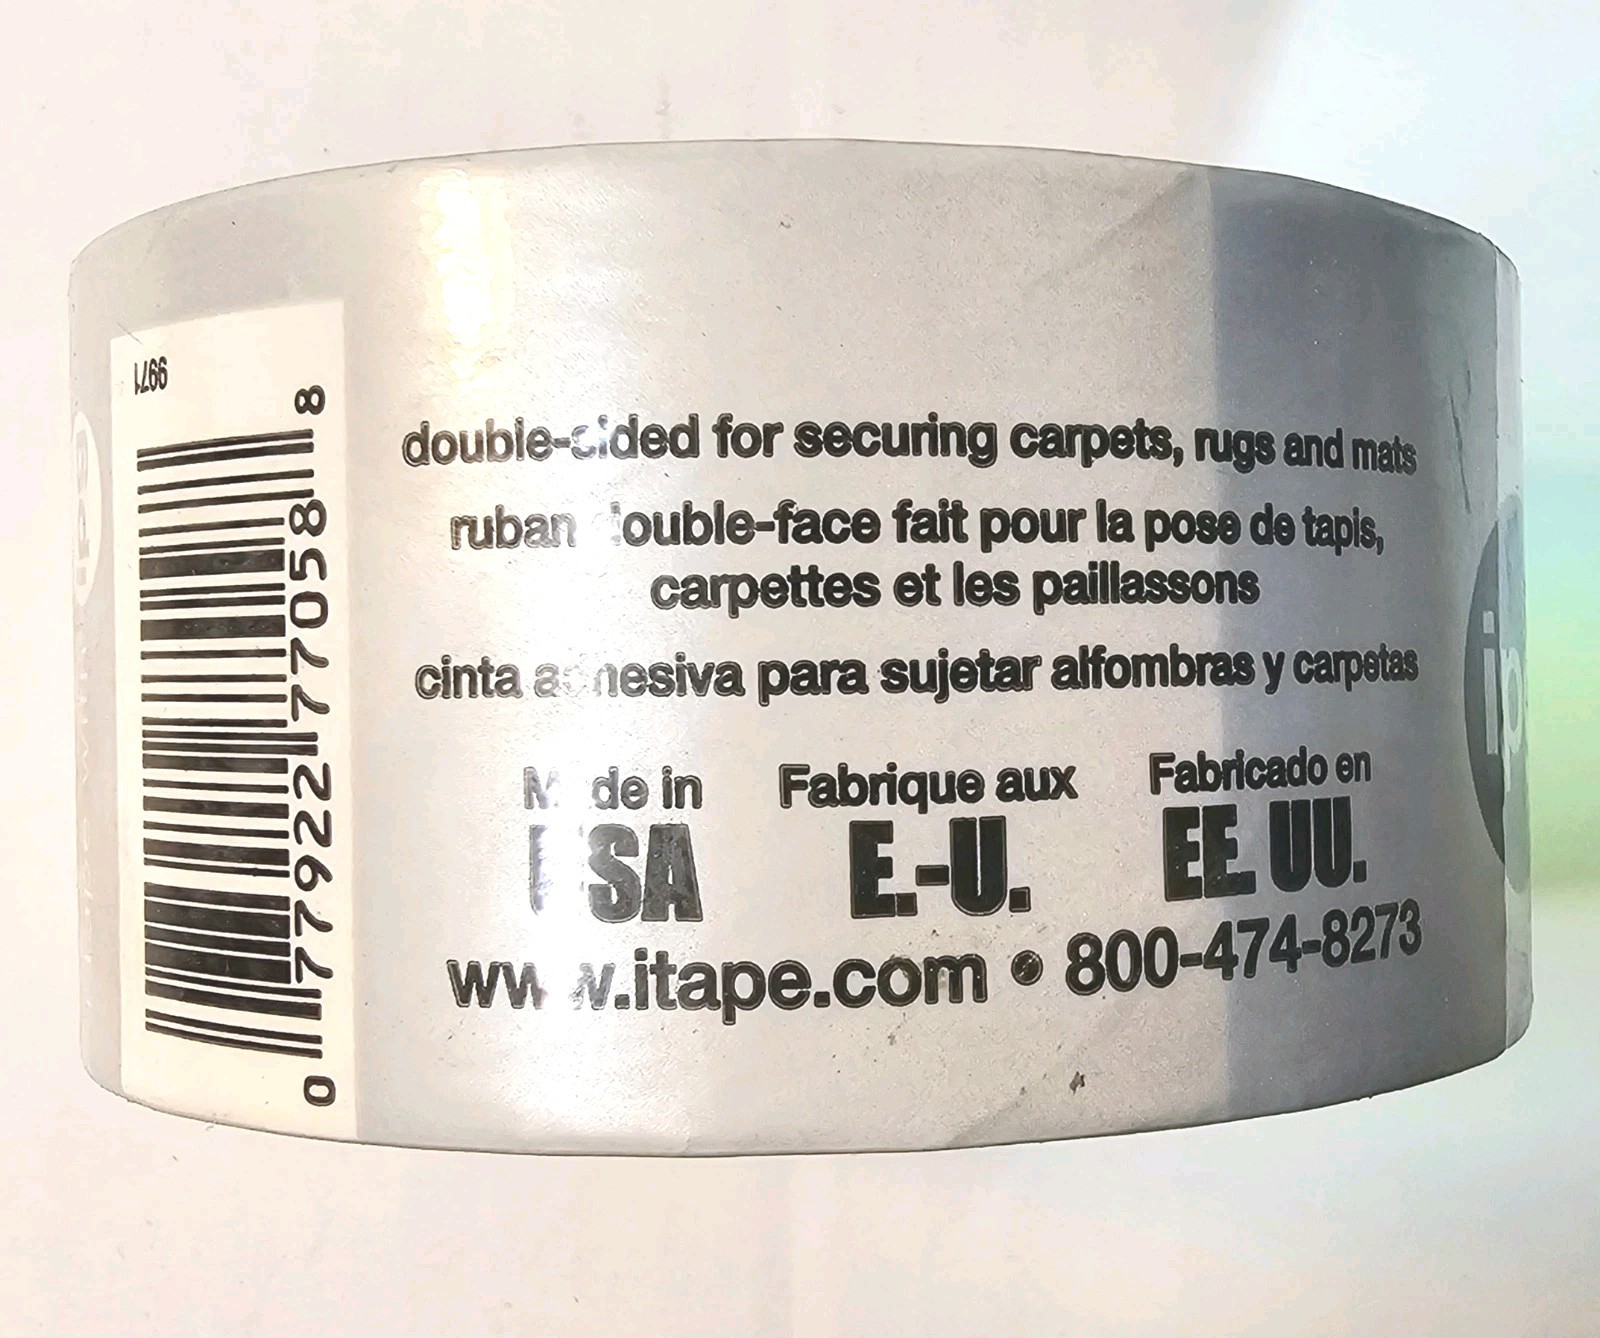 9971
0 77922 77058 8
double-sided for securing carpets, rugs and mats
ruban double-face fait pour la pose de tapis,
carpettes et les paillassons
cinta adhesiva para sujetar alfombras y carpetas
Made in Fabrique aux Fabricado en
USA E.-U. EE. UU.
www.itape.com • 800-474-8273
ip